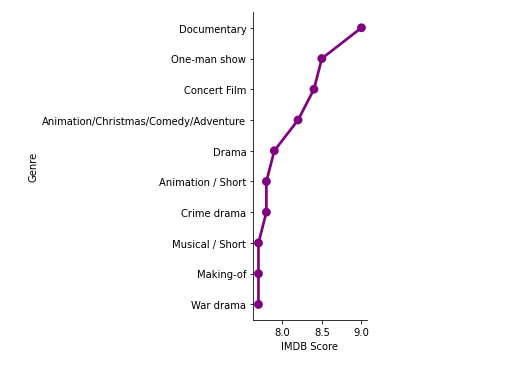 Documentary
One-man show
Concert Film
Animation/Christmas/Comedy/Adventure
Drama
Animation / Short
Crime drama
Musical / Short
Making-of
War drama
Genre
8.0 8.5 9.0
IMDB Score